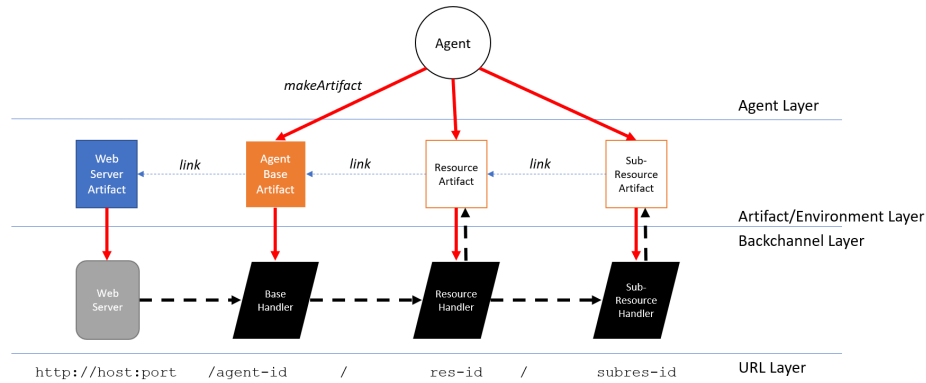 Agent
makeArtifact
Agent Layer
Web
Server
Artifact
link
Agent
Base
Artifact
link
Resource
Artifact
link
Sub-
Resource
Artifact
Artifact/Environment Layer
Backchannel Layer
Web
Server
Base
Handler
Resource
Handler
Sub-
Resource
Handler
http://host:port /agent-id / res-id / subres-id
URL Layer